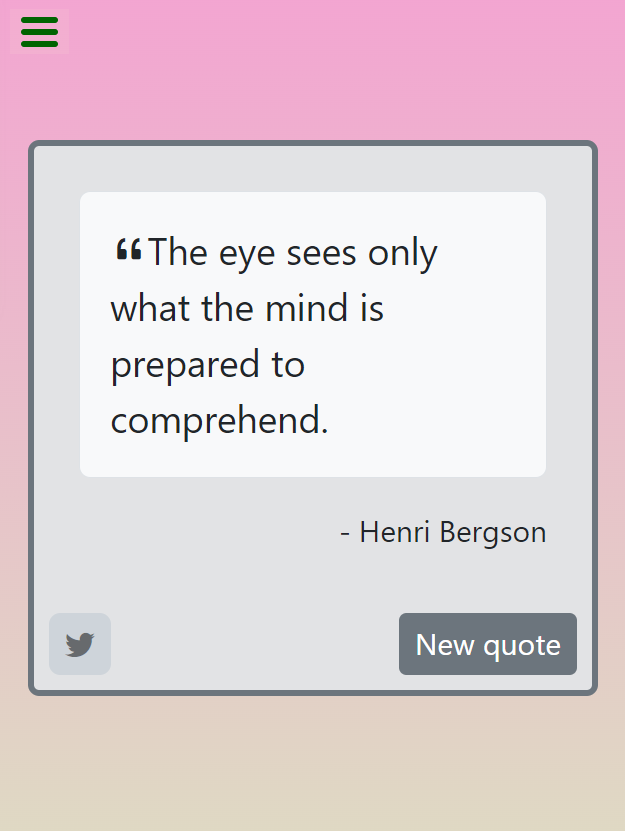 “The eye sees only
what the mind is
prepared to
comprehend.
- Henri Bergson
New quote